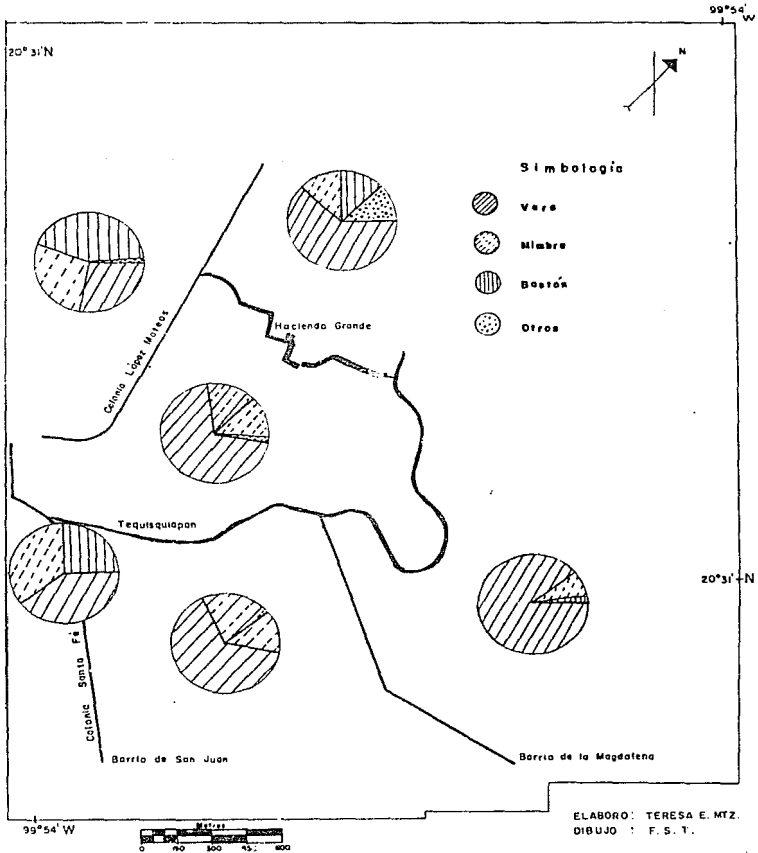 99°54' W
20°31' N
N
Simbología
Vara
Mimbre
Bastón
Otros
Hacienda Grande
Colonia López Mateos
Tequisquiapan
20°31' N
Colonia Santa Fé
Barrio de San Juan
Barrio de la Magdalena
99°54' W
Metros
0 150 300 450 600
ELABORO: TERESA E. MTZ.
DIBUJO : F. S. T.